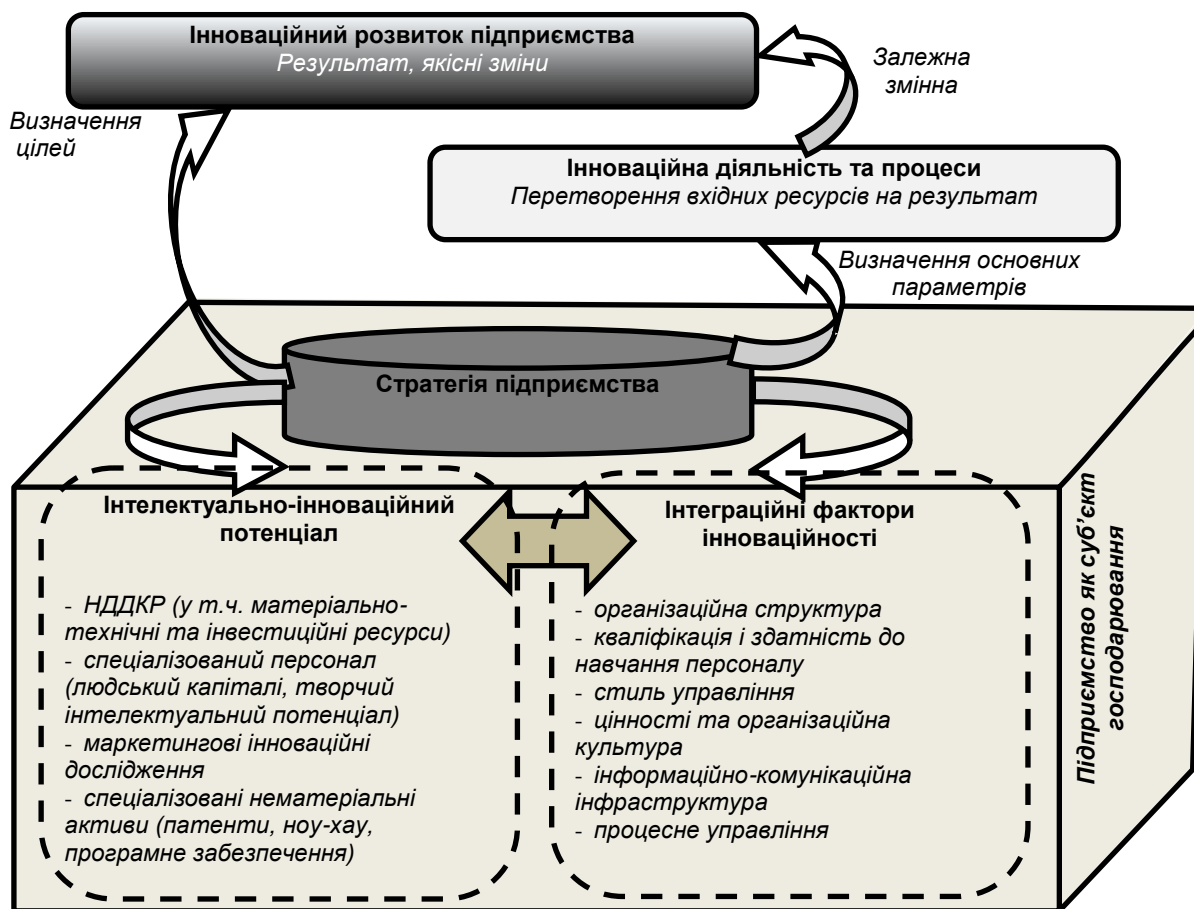 Інноваційний розвиток підприємства
Результат, якісні зміни
Залежна
змінна
Визначення
цілей
Інноваційна діяльність та процеси
Перетворення вхідних ресурсів на результат
Визначення основних
параметрів
Стратегія підприємства
Інтелектуально-інноваційний
потенціал
- НДДКР (у т.ч. матеріально-
технічні та інвестиційні ресурси)
- спеціалізований персонал
(людський капіталі, творчий
інтелектуальний потенціал)
- маркетингові інноваційні
дослідження
- спеціалізовані нематеріальні
активи (патенти, ноу-хау,
програмне забезпечення)
Інтеграційні фактори
інноваційності
- організаційна структура
- кваліфікація і здатність до
навчання персоналу
- стиль управління
- цінності та організаційна
культура
- інформаційно-комунікаційна
інфраструктура
- процесне управління
Підприємство як суб’єкт
господарювання